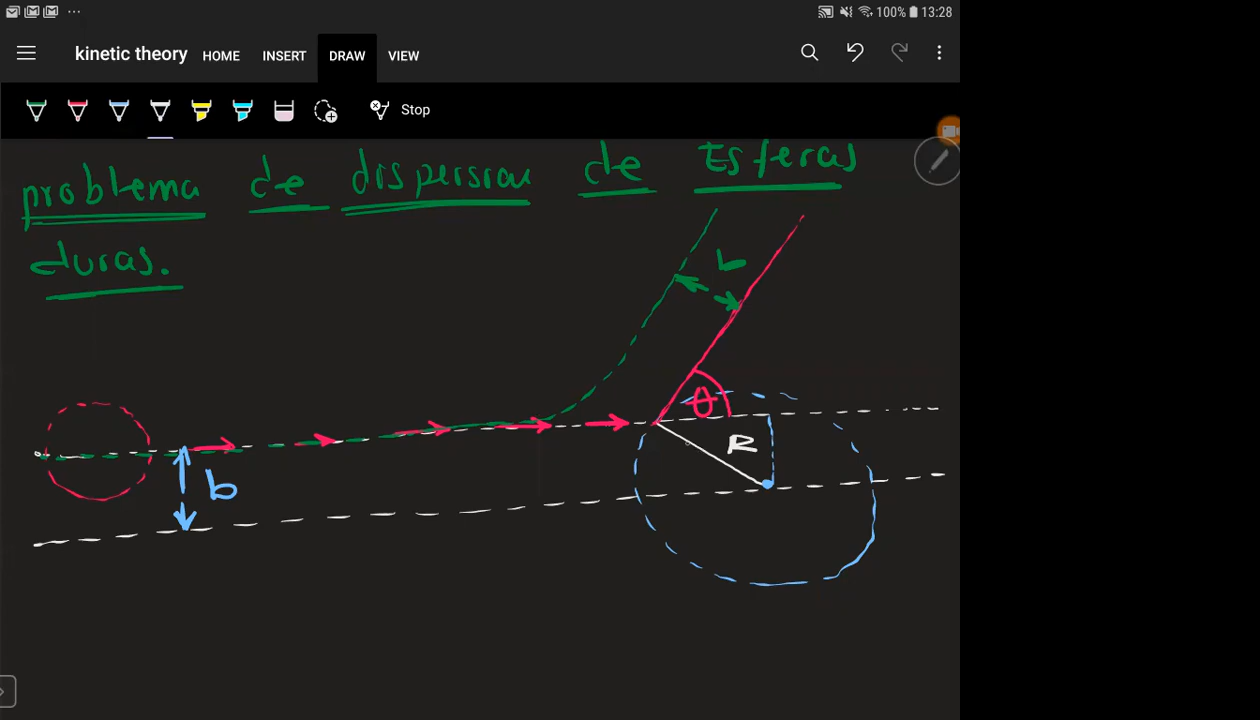 100% 13:28
kinetic theory HOME INSERT DRAW VIEW
Stop
problema de dispersion de Esferas
duras.
b
θ
R
b